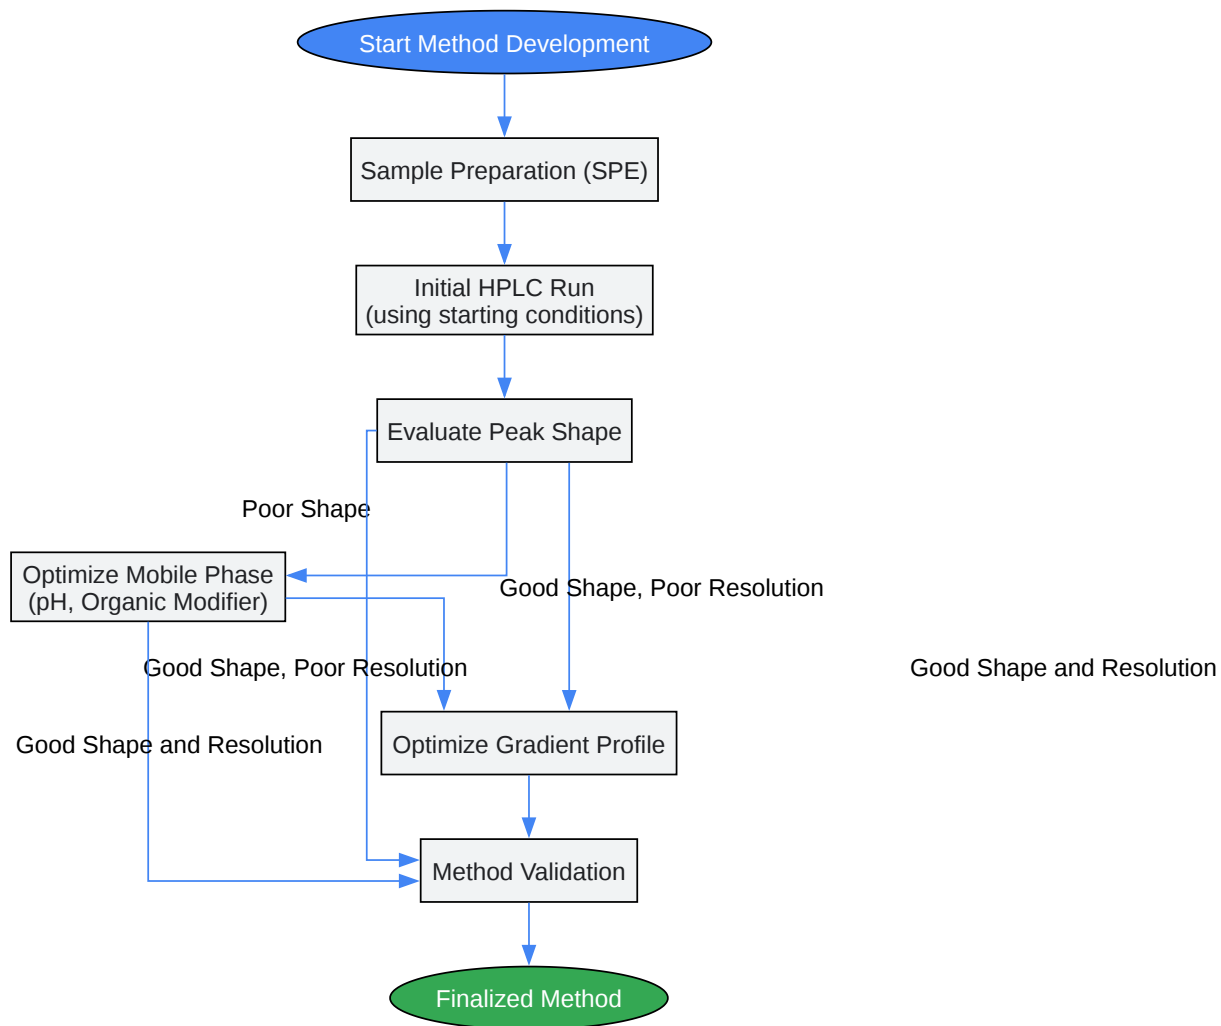 Start Method Development
Sample Preparation (SPE)
Initial HPLC Run
(using starting conditions)
Evaluate Peak Shape
Poor Shape
Optimize Mobile Phase
(pH, Organic Modifier)
Good Shape, Poor Resolution
Good Shape, Poor Resolution
Good Shape and Resolution
Good Shape and Resolution
Optimize Gradient Profile
Method Validation
Finalized Method